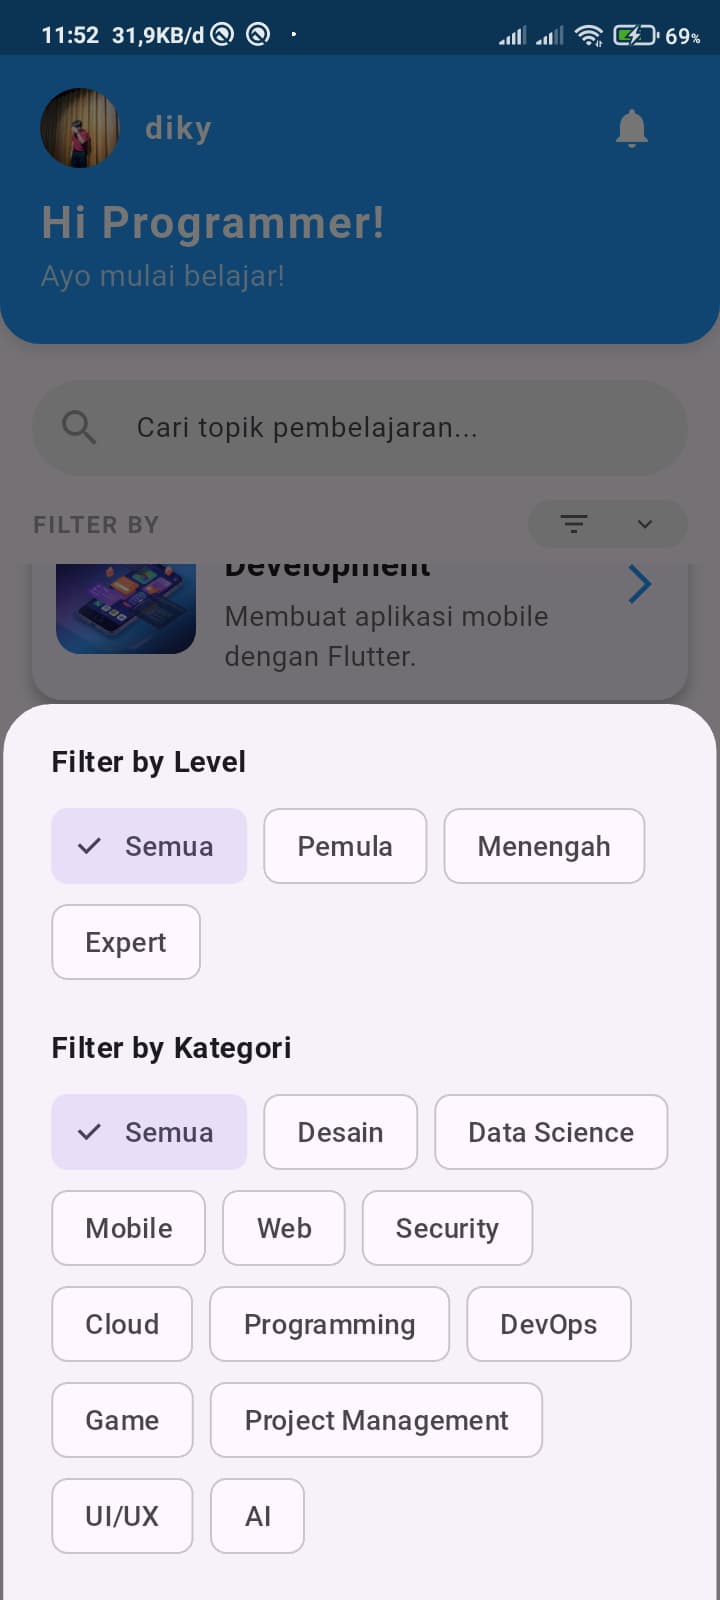 11:52 31,9KB/d 69%
diky
Hi Programmer!
Ayo mulai belajar!
Cari topik pembelajaran...
FILTER BY
Development
Membuat aplikasi mobile
dengan Flutter.
Filter by Level
Semua Pemula Menengah
Expert
Filter by Kategori
Semua Desain Data Science
Mobile Web Security
Cloud Programming DevOps
Game Project Management
UI/UX AI